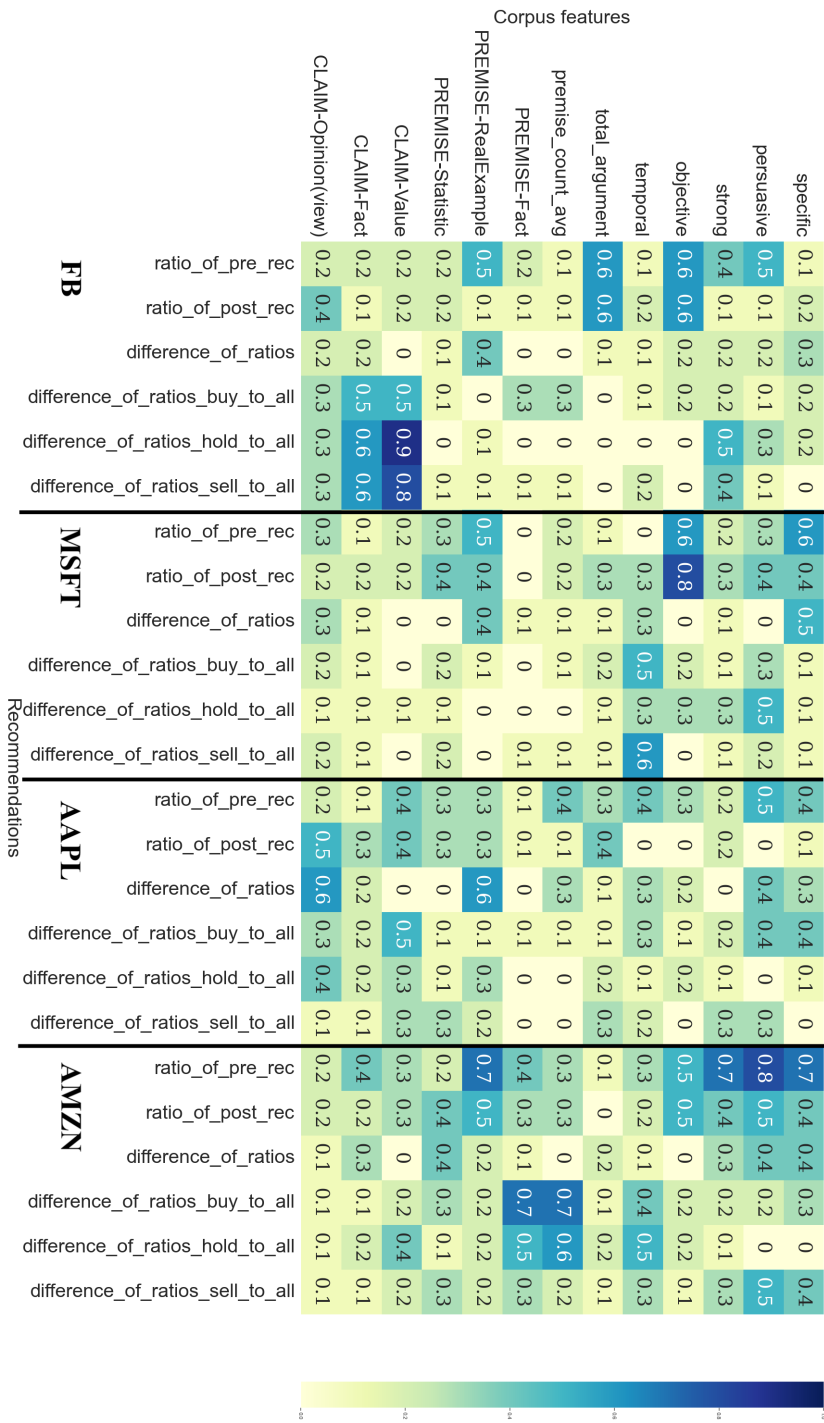 Corpus features
CLAIM-Opinion(view)
CLAIM-Fact
CLAIM-Value
PREMISE-Statistic
PREMISE-RealExample
PREMISE-Fact
premise_count_avg
total_argument
temporal
objective
strong
persuasive
specific
FB
ratio_of_pre_rec 0.2 0.2 0.2 0.2 0.5 0.2 0.1 0.6 0.1 0.6 0.4 0.5 0.1
ratio_of_post_rec 0.4 0.1 0.2 0.2 0.1 0.1 0.1 0.6 0.2 0.6 0.1 0.1 0.2
difference_of_ratios 0.2 0.2 0 0.1 0.4 0 0 0.1 0.1 0.2 0.2 0.2 0.3
difference_of_ratios_buy_to_all 0.3 0.5 0.5 0.1 0 0.3 0.3 0 0.1 0.2 0.2 0.1 0.2
difference_of_ratios_hold_to_all 0.3 0.6 0.9 0 0.1 0 0 0 0 0 0.5 0.3 0.2
difference_of_ratios_sell_to_all 0.3 0.6 0.8 0.1 0.1 0.1 0.1 0 0.2 0 0.4 0.1 0
MSFT
ratio_of_pre_rec 0.3 0.1 0.2 0.3 0.5 0 0.2 0.1 0 0.6 0.3 0.3 0.6
ratio_of_post_rec 0.2 0.2 0.2 0.4 0.4 0 0.2 0.3 0.3 0.8 0.3 0.4 0.4
difference_of_ratios 0.3 0.1 0 0 0.4 0.1 0.1 0.1 0.3 0 0.1 0 0.5
difference_of_ratios_buy_to_all 0.2 0.1 0 0.2 0.1 0 0.1 0.2 0.5 0.2 0.1 0.3 0.1
difference_of_ratios_hold_to_all 0.1 0.1 0.1 0.1 0 0 0 0.1 0.3 0.3 0.3 0.5 0.1
difference_of_ratios_sell_to_all 0.2 0.1 0 0.2 0 0.1 0.1 0.1 0.6 0 0.1 0.2 0.1
Recommendations
AAPL
ratio_of_pre_rec 0.2 0.1 0.4 0.3 0.3 0.1 0.4 0.3 0.4 0.3 0.2 0.5 0.4
ratio_of_post_rec 0.5 0.3 0.4 0.3 0.3 0.1 0.1 0.4 0 0 0.2 0 0.1
difference_of_ratios 0.6 0.2 0 0 0.6 0 0.3 0.1 0.3 0.2 0 0.4 0.3
difference_of_ratios_buy_to_all 0.3 0.2 0.5 0.1 0.1 0.1 0.1 0.1 0.3 0.1 0.2 0.4 0.4
difference_of_ratios_hold_to_all 0.4 0.2 0.3 0.1 0.3 0 0 0.2 0.1 0.2 0.1 0 0.1
difference_of_ratios_sell_to_all 0.1 0.1 0.3 0.3 0.2 0 0 0.3 0.2 0 0.3 0.3 0
AMZN
ratio_of_pre_rec 0.2 0.4 0.3 0.2 0.7 0.4 0.3 0.1 0.3 0.5 0.7 0.8 0.7
ratio_of_post_rec 0.2 0.2 0.3 0.4 0.5 0.3 0.3 0 0.2 0.5 0.4 0.5 0.4
difference_of_ratios 0.1 0.3 0 0.4 0.2 0.1 0 0.2 0.1 0 0.3 0.4 0.4
difference_of_ratios_buy_to_all 0.1 0.1 0.2 0.3 0.2 0.7 0.7 0.1 0.4 0.2 0.2 0.2 0.3
difference_of_ratios_hold_to_all 0.1 0.2 0.4 0.1 0.2 0.5 0.6 0.2 0.5 0.2 0.1 0 0
difference_of_ratios_sell_to_all 0.1 0.1 0.2 0.3 0.2 0.3 0.2 0.1 0.3 0.1 0.3 0.5 0.4
0.0 0.2 0.4 0.6 0.8